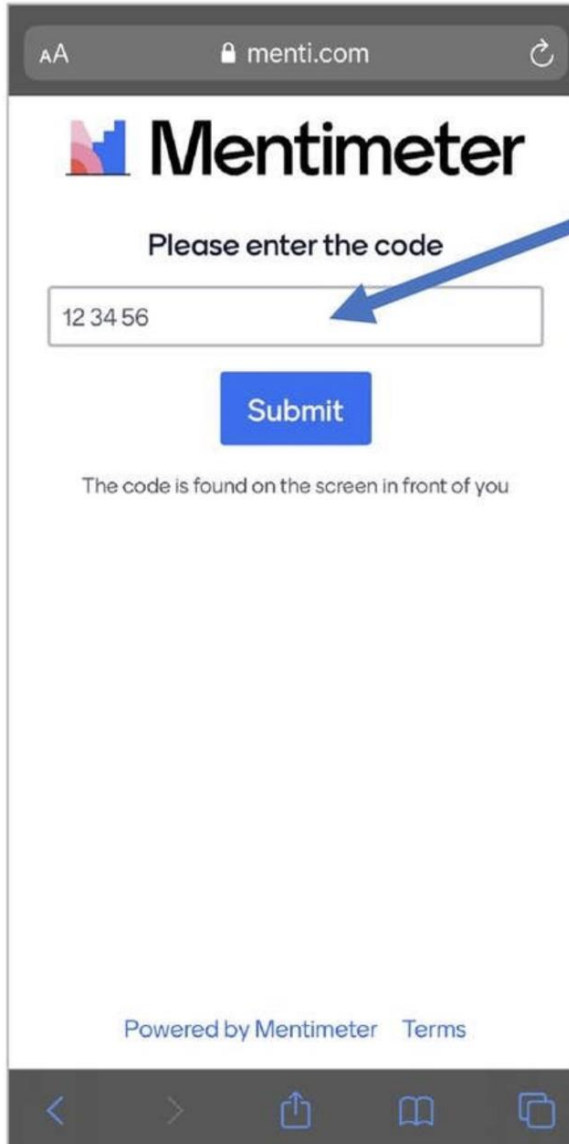 AA menti.com
Mentimeter
Please enter the code
12 34 56
Submit
The code is found on the screen in front of you
Powered by Mentimeter Terms